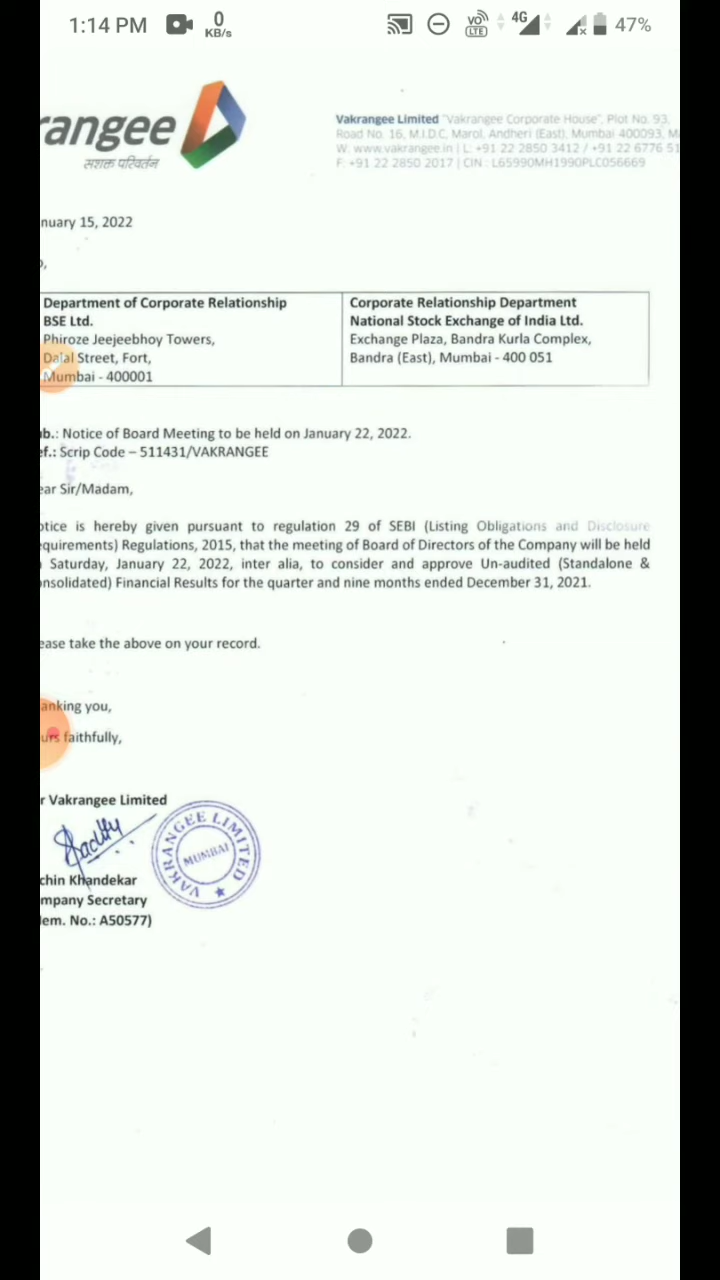 1:14 PM 0 KB/s VO LTE 4G 47%
rangee
सशक्त परिवर्तन
Vakrangee Limited "Vakrangee Corporate House", Plot No. 93,
Road No. 16, M.I.D.C, Marol, Andheri (East), Mumbai 400093, M
W: www.vakrangee.in | L: +91 22 2850 3412 / +91 22 6776 51
F: +91 22 2850 2017 | CIN : L65990MH1990PLC056669
nuary 15, 2022
o,
Department of Corporate Relationship
BSE Ltd.
Phiroze Jeejeebhoy Towers,
Dalal Street, Fort,
Mumbai - 400001
Corporate Relationship Department
National Stock Exchange of India Ltd.
Exchange Plaza, Bandra Kurla Complex,
Bandra (East), Mumbai - 400 051
b.: Notice of Board Meeting to be held on January 22, 2022.
ef.: Scrip Code – 511431/VAKRANGEE
ear Sir/Madam,
otice is hereby given pursuant to regulation 29 of SEBI (Listing Obligations and Disclosure
equirements) Regulations, 2015, that the meeting of Board of Directors of the Company will be held
Saturday, January 22, 2022, inter alia, to consider and approve Un-audited (Standalone &
nsolidated) Financial Results for the quarter and nine months ended December 31, 2021.
ease take the above on your record.
anking you,
urs faithfully,
r Vakrangee Limited
VAKRANGEE LIMITED
MUMBAI
chin Khandekar
mpany Secretary
em. No.: A50577)